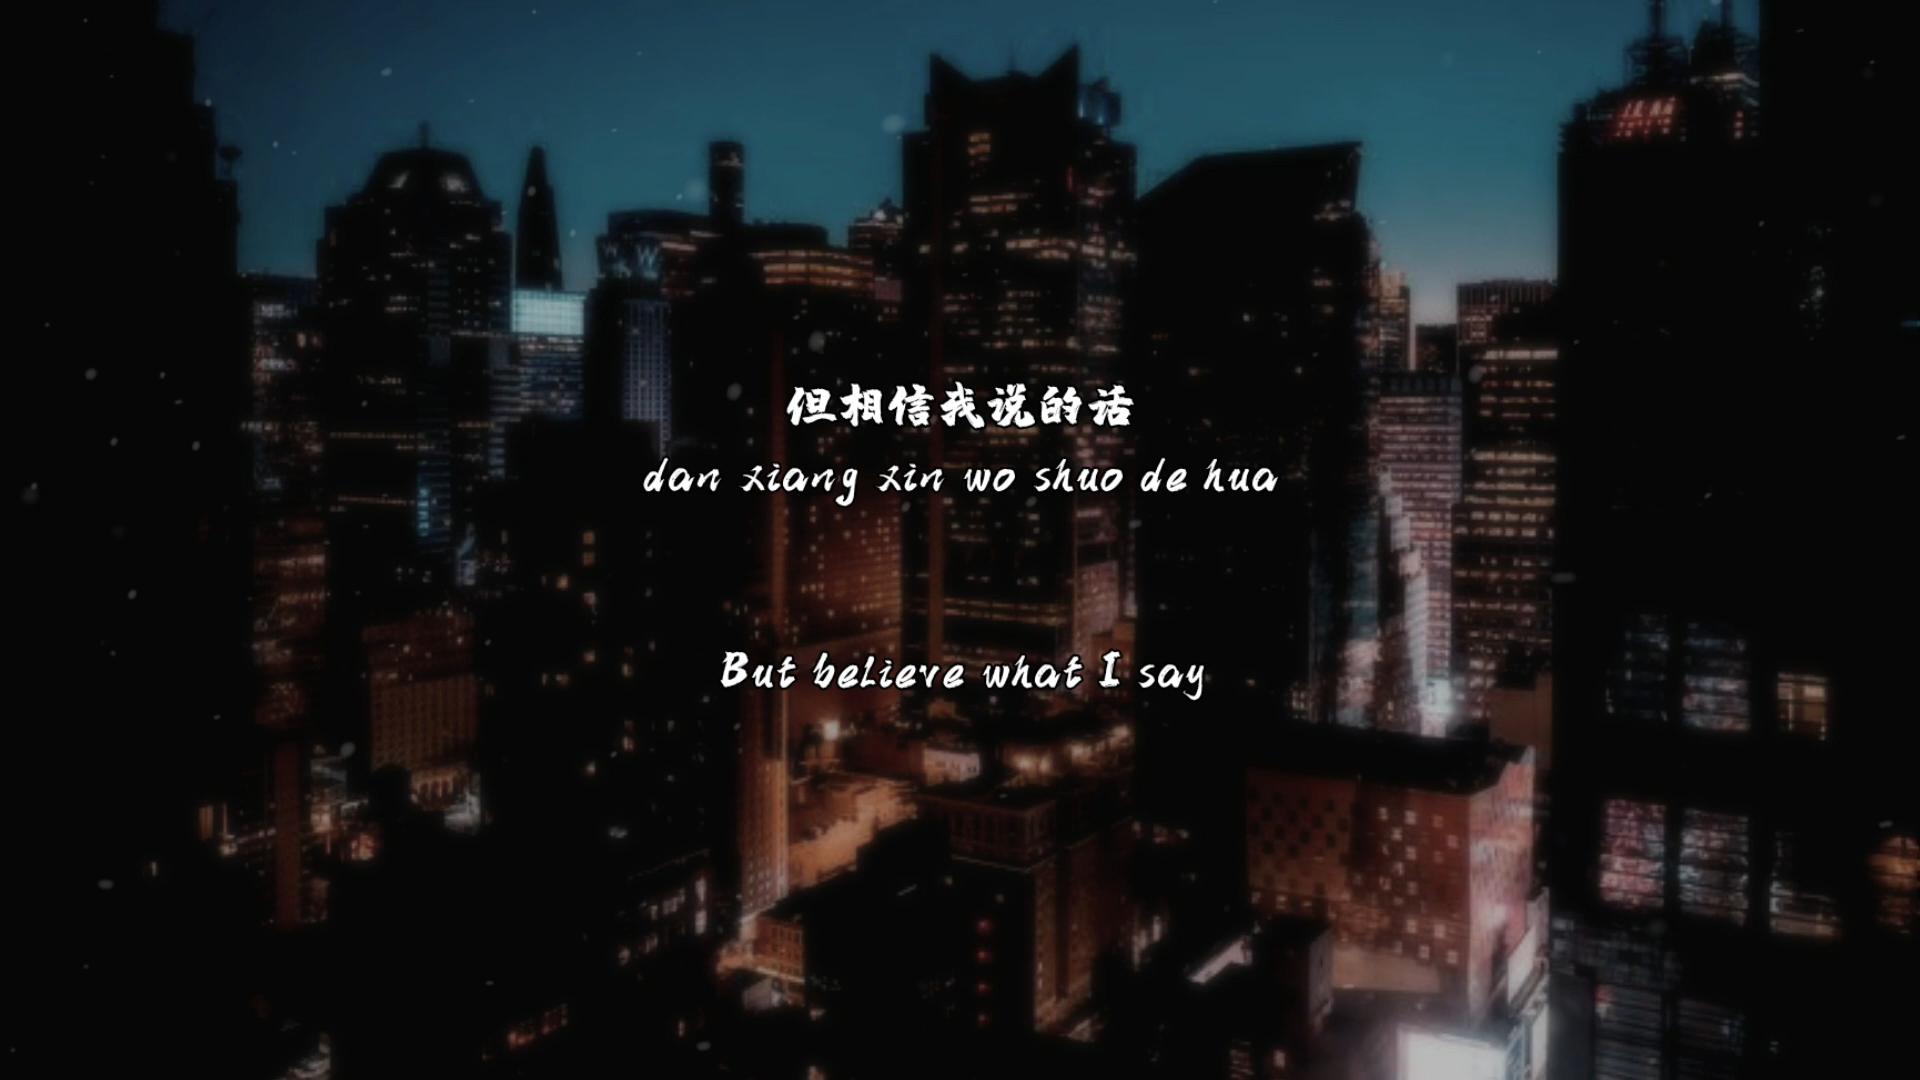 但相信我说的话
dan xiang xin wo shuo de hua
But believe what I say